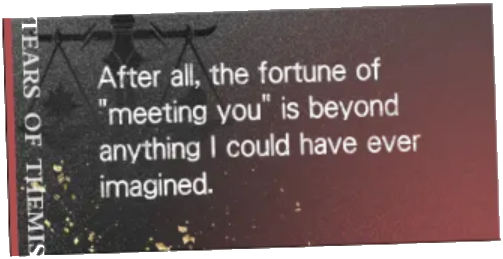 TEARS OF THEMIS
After all, the fortune of
"meeting you" is beyond
anything I could have ever
imagined.